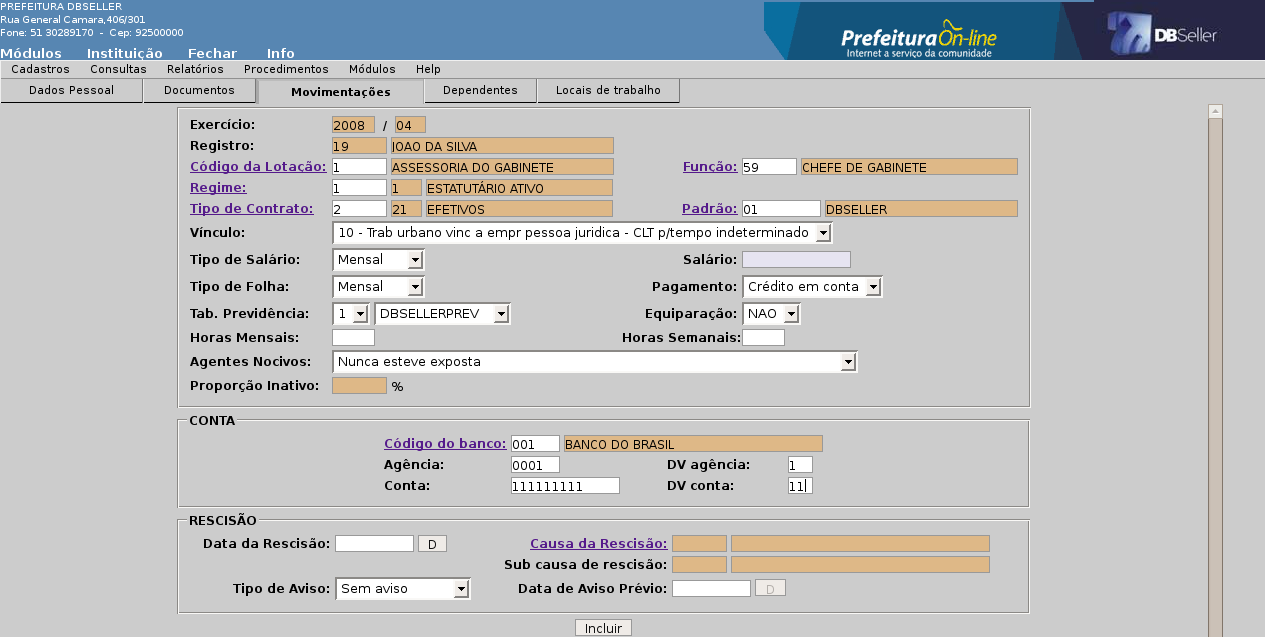 PREFEITURA DBSELLER
Rua General Camara,406/301
Fone: 51 30289170 - Cep: 92500000
PrefeituraOn-line
Internet a serviço da comunidade
DBSeller
Módulos Instituição Fechar Info
Cadastros Consultas Relatórios Procedimentos Módulos Help
Dados Pessoal Documentos Movimentações Dependentes Locais de trabalho
Exercício: 2008 / 04
Registro: 19 JOAO DA SILVA
Código da Lotação: 1 ASSESSORIA DO GABINETE Função: 59 CHEFE DE GABINETE
Regime: 1 1 ESTATUTÁRIO ATIVO
Tipo de Contrato: 2 21 EFETIVOS Padrão: 01 DBSELLER
Vínculo: 10 - Trab urbano vinc a empr pessoa juridica - CLT p/tempo indeterminado
Tipo de Salário: Mensal Salário:
Tipo de Folha: Mensal Pagamento: Crédito em conta
Tab. Previdência: 1 DBSELLERPREV Equiparação: NAO
Horas Mensais: Horas Semanais:
Agentes Nocivos: Nunca esteve exposta
Proporção Inativo: %
CONTA
Código do banco: 001 BANCO DO BRASIL
Agência: 0001 DV agência: 1
Conta: 111111111 DV conta: 11
RESCISÃO
Data da Rescisão: D Causa da Rescisão:
Sub causa de rescisão:
Tipo de Aviso: Sem aviso Data de Aviso Prévio: D
Incluir